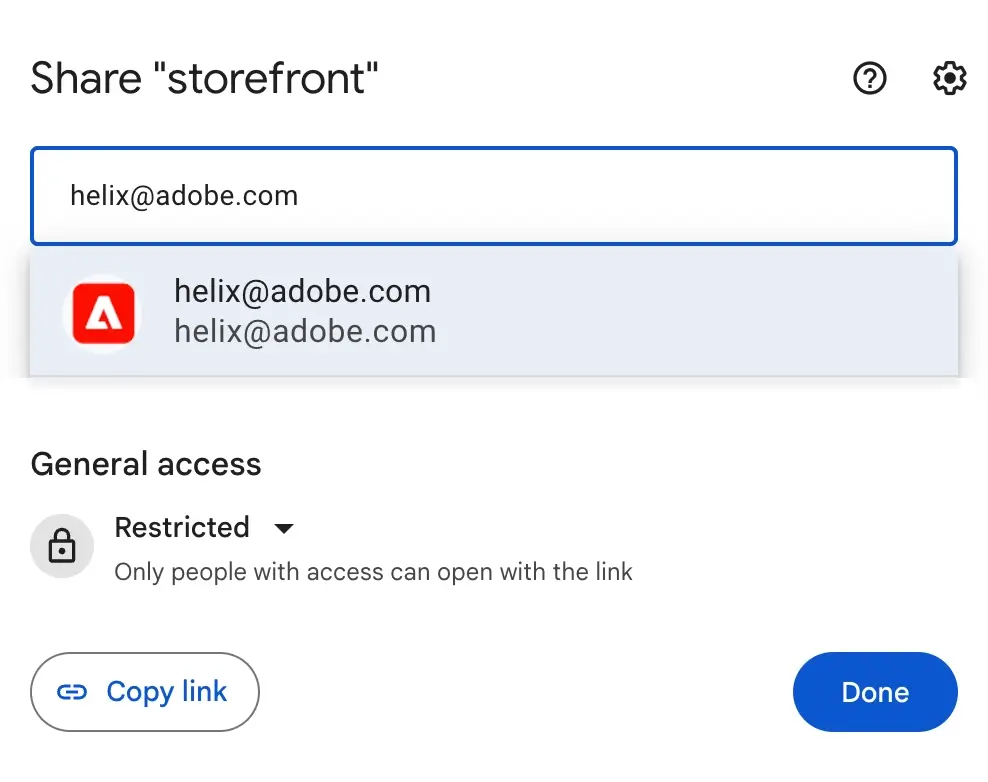 Share "storefront"
helix@adobe.com
helix@adobe.com
helix@adobe.com
General access
Restricted
Only people with access can open with the link
Copy link
Done